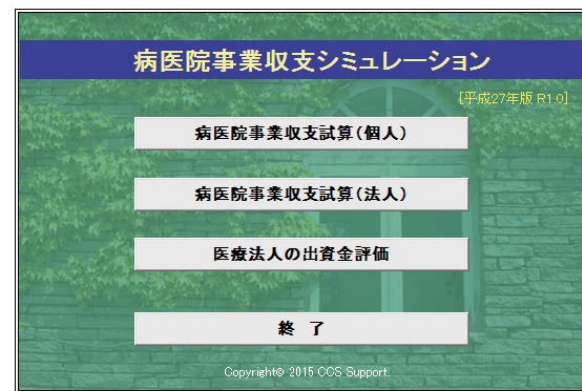 病医院事業収支シミュレーション
[平成27年版 R1.0]
病医院事業収支試算(個人)
病医院事業収支試算(法人)
医療法人の出資金評価
終 了
Copyright© 2015 CCS Support